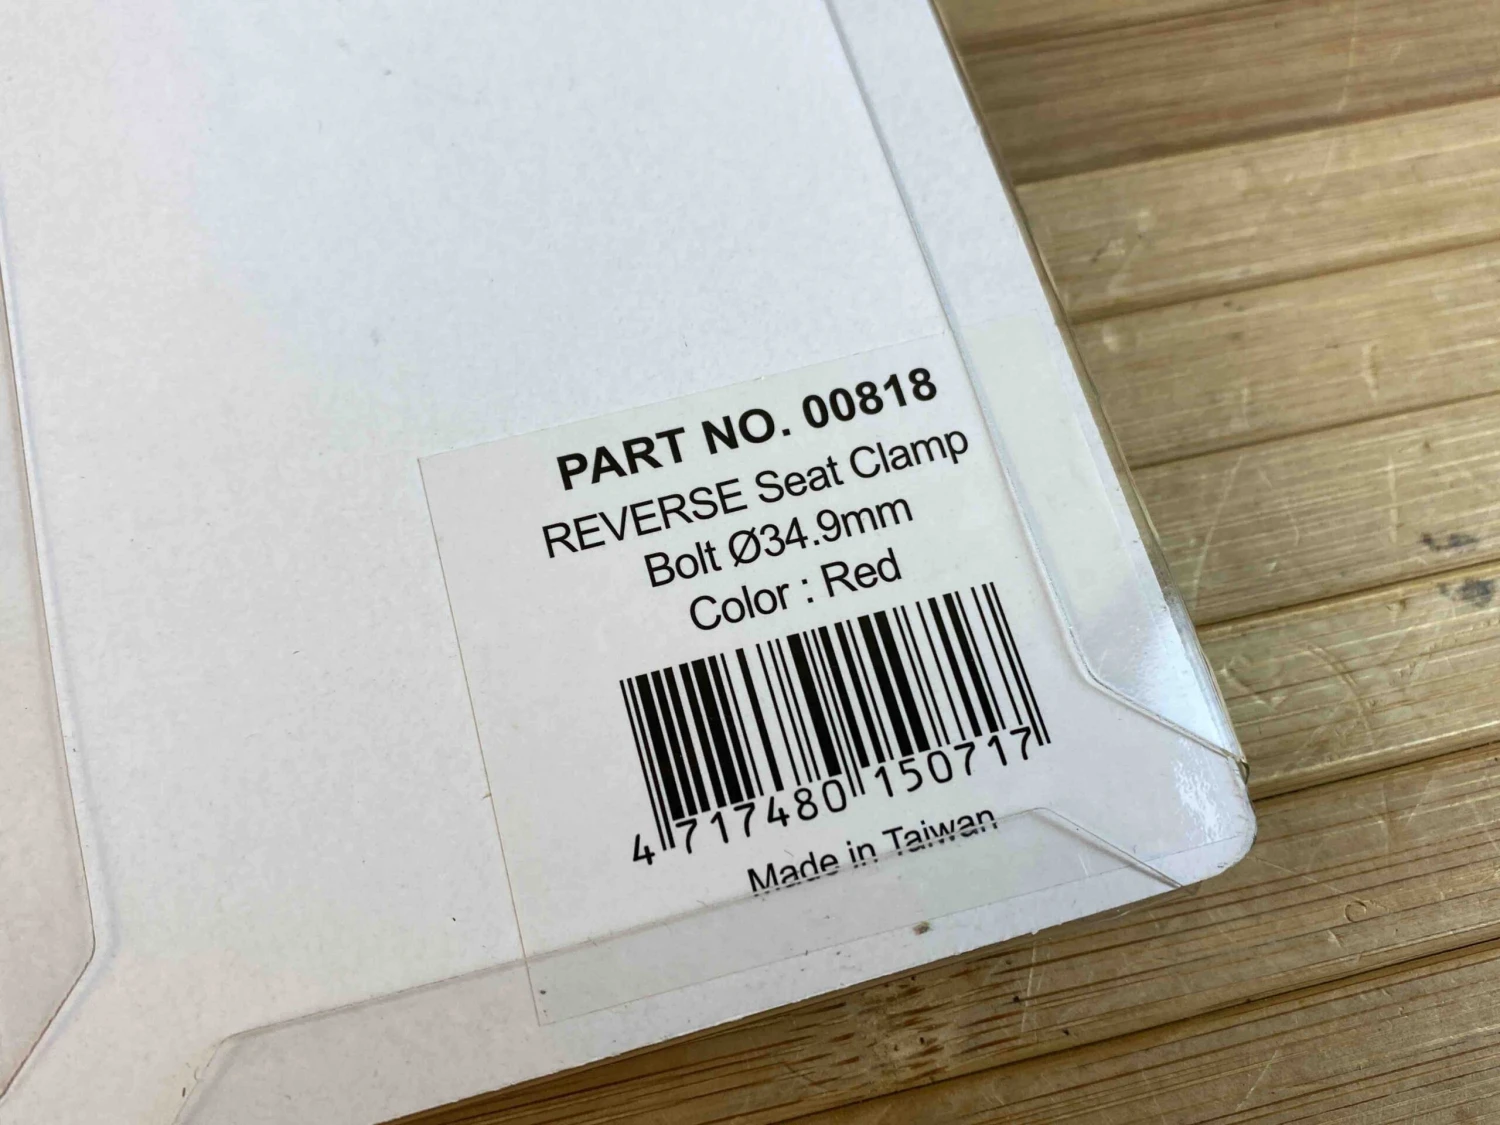 PART NO. 00818
REVERSE Seat Clamp
Bolt Ø34.9mm
Color : Red
4 717480 150717
Made in Taiwan